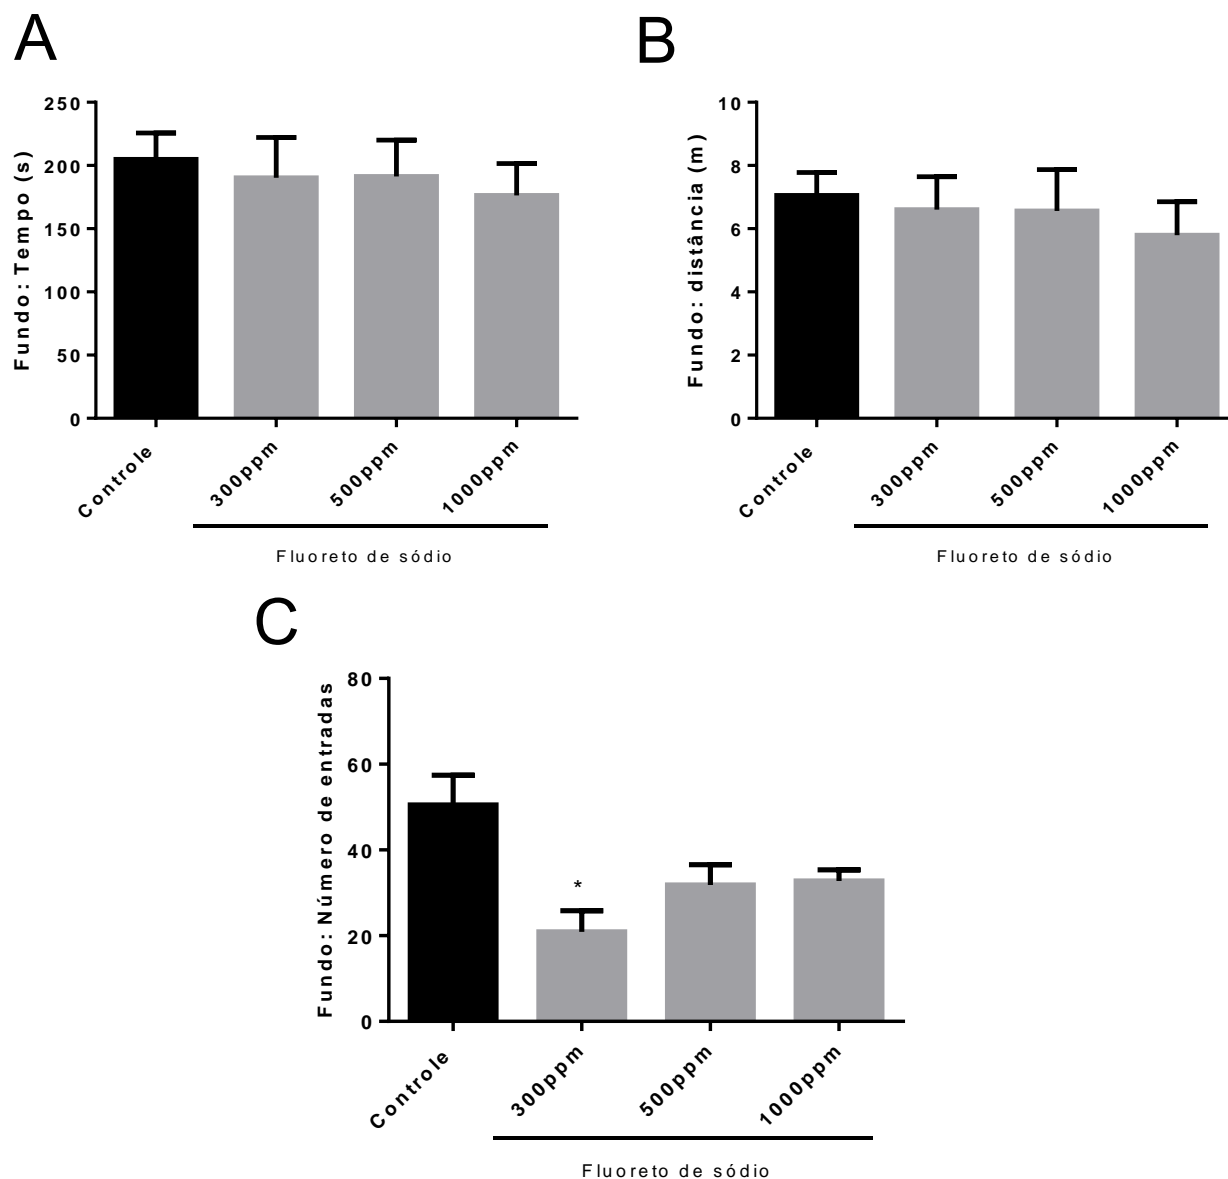 A
Fundo: Tempo (s)
250
200
150
100
50
0
Controle
300ppm
500ppm
1000ppm
Fluoreto de sódio
B
Fundo: distância (m)
10
8
6
4
2
0
Controle
300ppm
500ppm
1000ppm
Fluoreto de sódio
C
Fundo: Número de entradas
80
60
40
20
0
*
Controle
300ppm
500ppm
1000ppm
Fluoreto de sódio